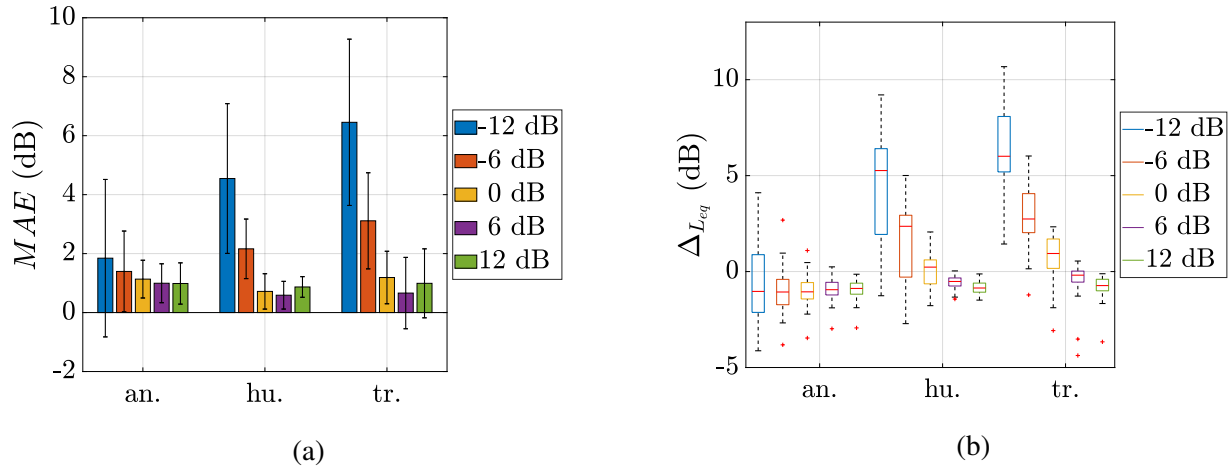 10
8
6
4
2
0
-2
MAE (dB)
an. hu. tr.
-12 dB
-6 dB
0 dB
6 dB
12 dB
(a)
10
5
0
-5
Δ_{L_{eq}} (dB)
an. hu. tr.
-12 dB
-6 dB
0 dB
6 dB
12 dB
(b)